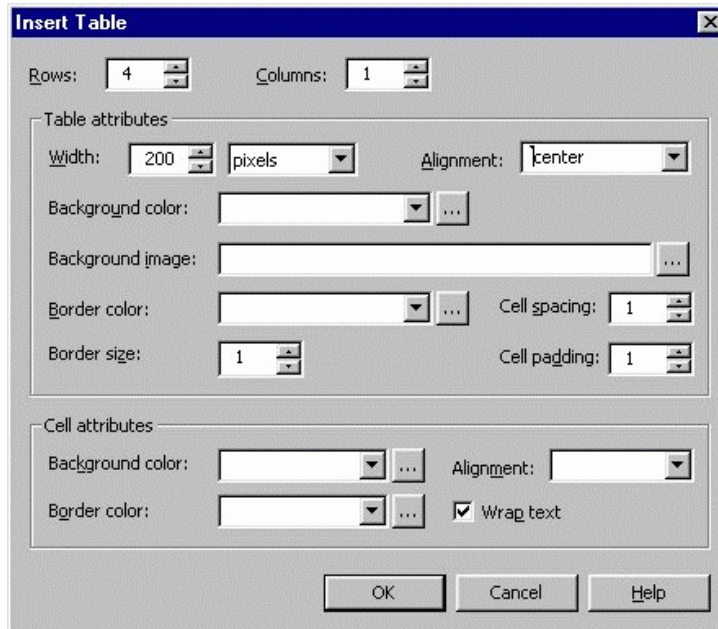 Insert Table
Rows: 4 Columns: 1
Table attributes
Width: 200 pixels Alignment: center
Background color: ...
Background image: ...
Border color: ... Cell spacing: 1
Border size: 1 Cell padding: 1
Cell attributes
Background color: ... Alignment:
Border color: ... Wrap text
OK Cancel Help